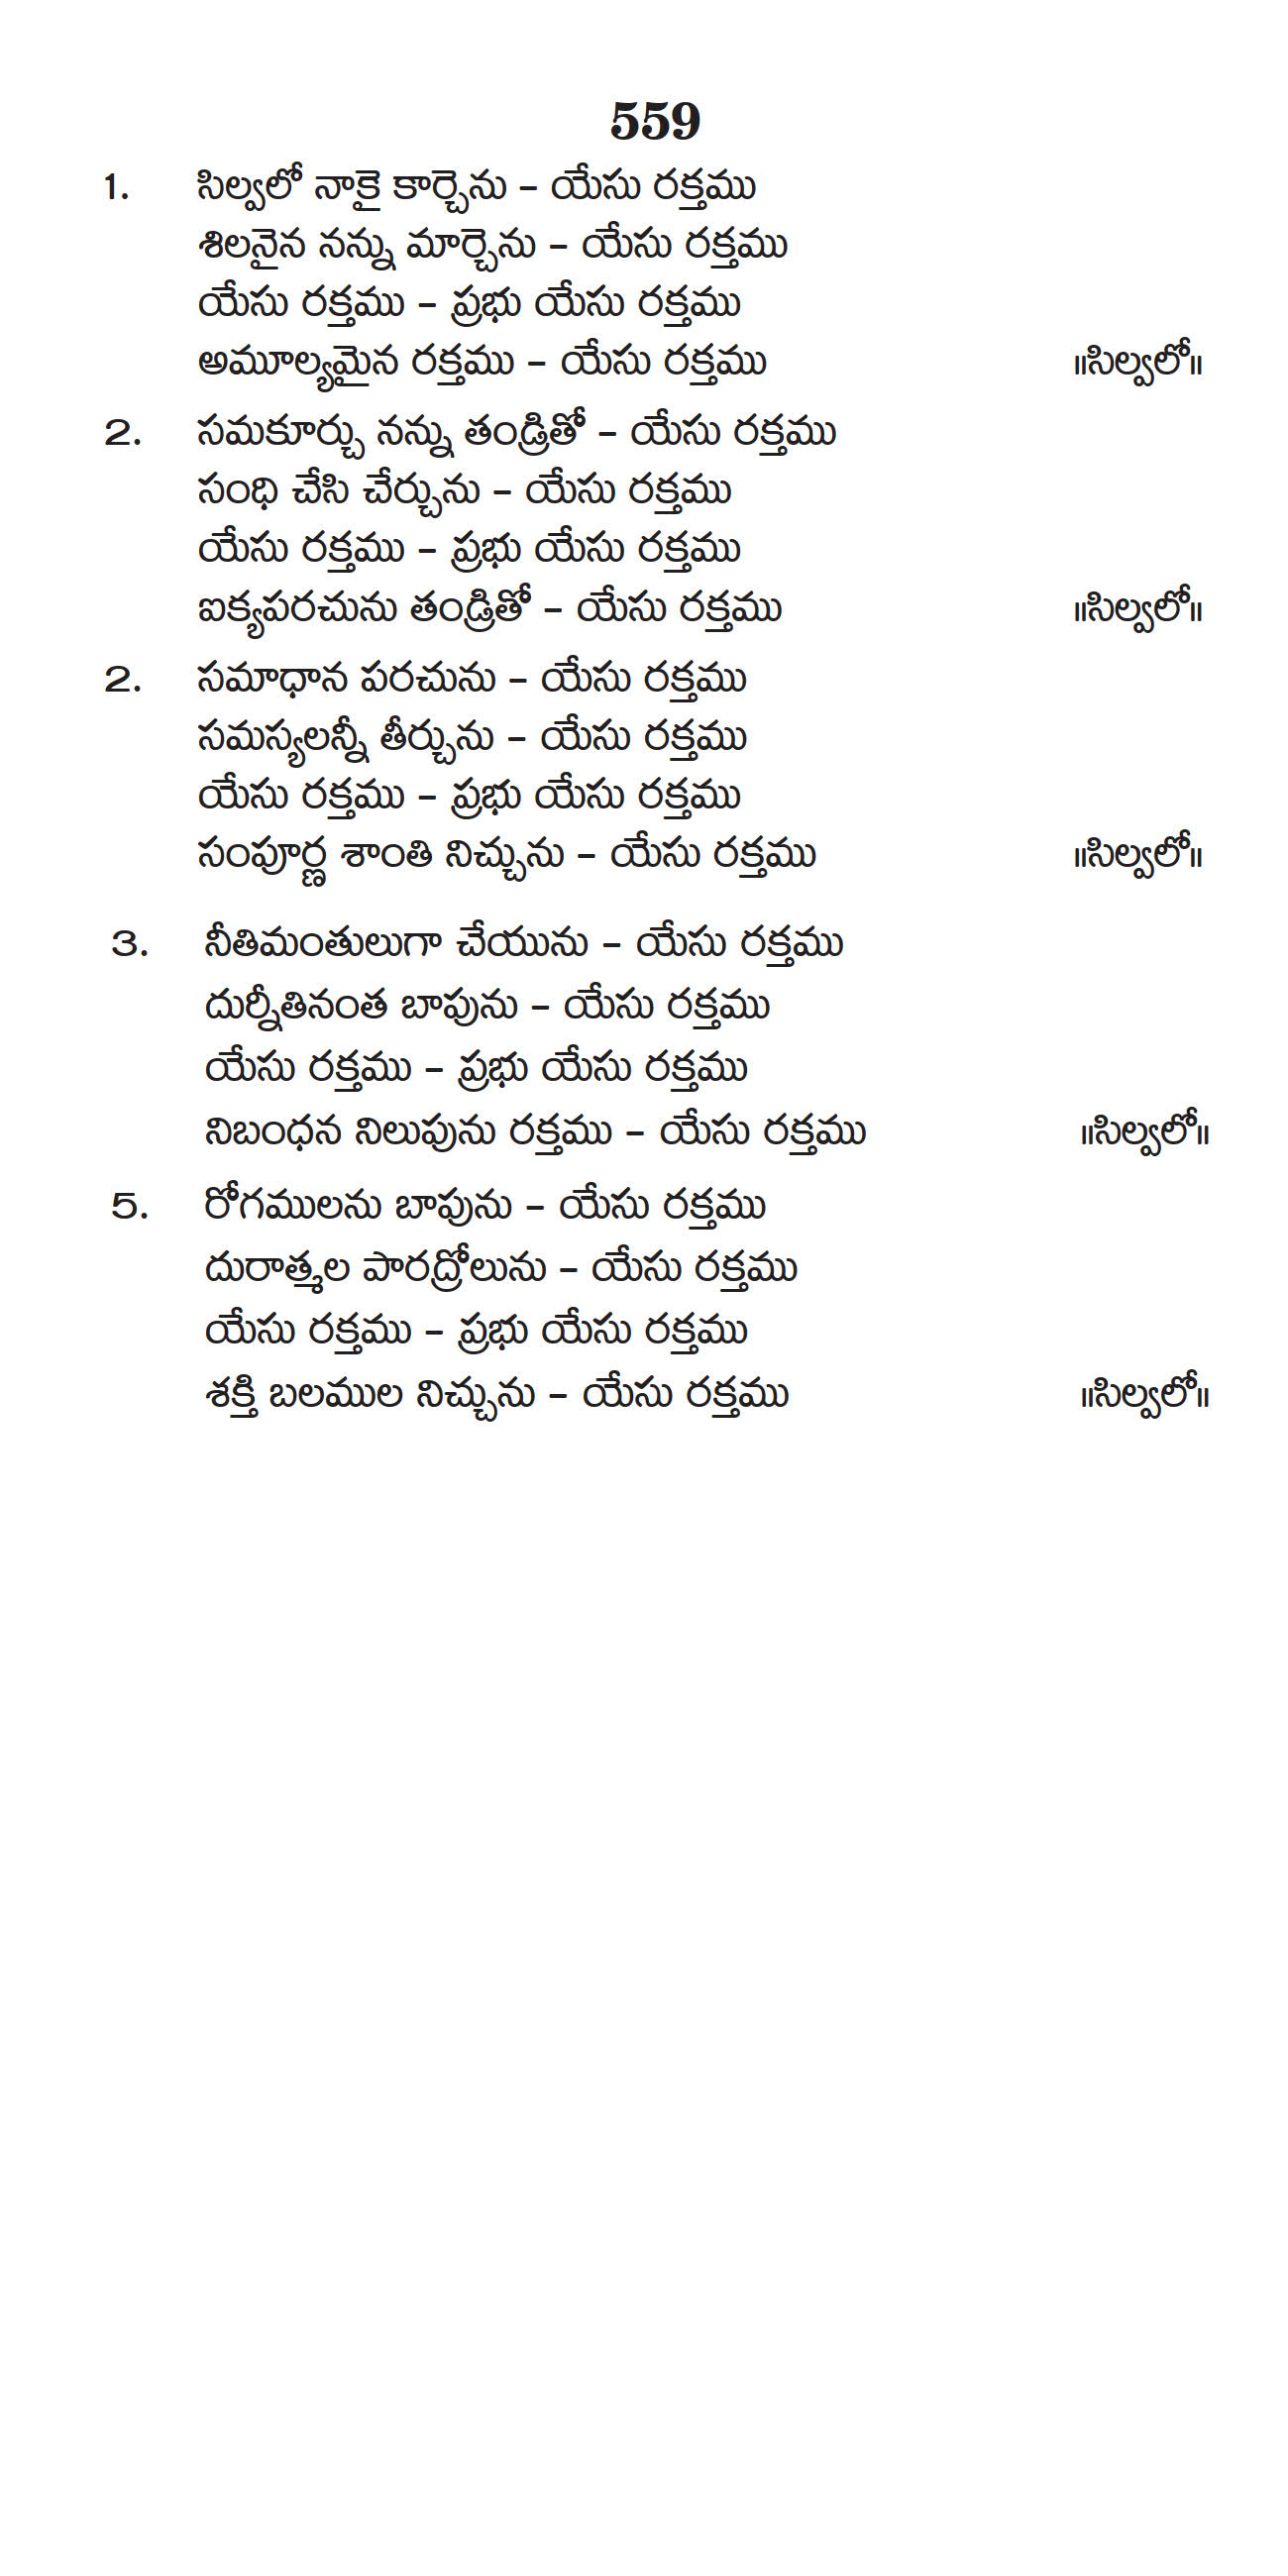 559
1. సిల్వలో నాకై కార్చెను – యేసు రక్తము
శిలనైన నన్ను మార్చెను – యేసు రక్తము
యేసు రక్తము – ప్రభు యేసు రక్తము
అమూల్యమైన రక్తము – యేసు రక్తము ॥సిల్వలో॥
2. సమకూర్చు నన్ను తండ్రితో – యేసు రక్తము
సంధి చేసి చేర్చును – యేసు రక్తము
యేసు రక్తము – ప్రభు యేసు రక్తము
ఐక్యపరచును తండ్రితో – యేసు రక్తము ॥సిల్వలో॥
2. సమాధాన పరచును – యేసు రక్తము
సమస్యలన్నీ తీర్చును – యేసు రక్తము
యేసు రక్తము – ప్రభు యేసు రక్తము
సంపూర్ణ శాంతి నిచ్చును – యేసు రక్తము ॥సిల్వలో॥
3. నీతిమంతులుగా చేయును – యేసు రక్తము
దుర్నీతినంత బాపును – యేసు రక్తము
యేసు రక్తము – ప్రభు యేసు రక్తము
నిబంధన నిలుపును రక్తము – యేసు రక్తము ॥సిల్వలో॥
5. రోగములను బాపును – యేసు రక్తము
దురాత్మల పారద్రోలును – యేసు రక్తము
యేసు రక్తము – ప్రభు యేసు రక్తము
శక్తి బలముల నిచ్చును – యేసు రక్తము ॥సిల్వలో॥